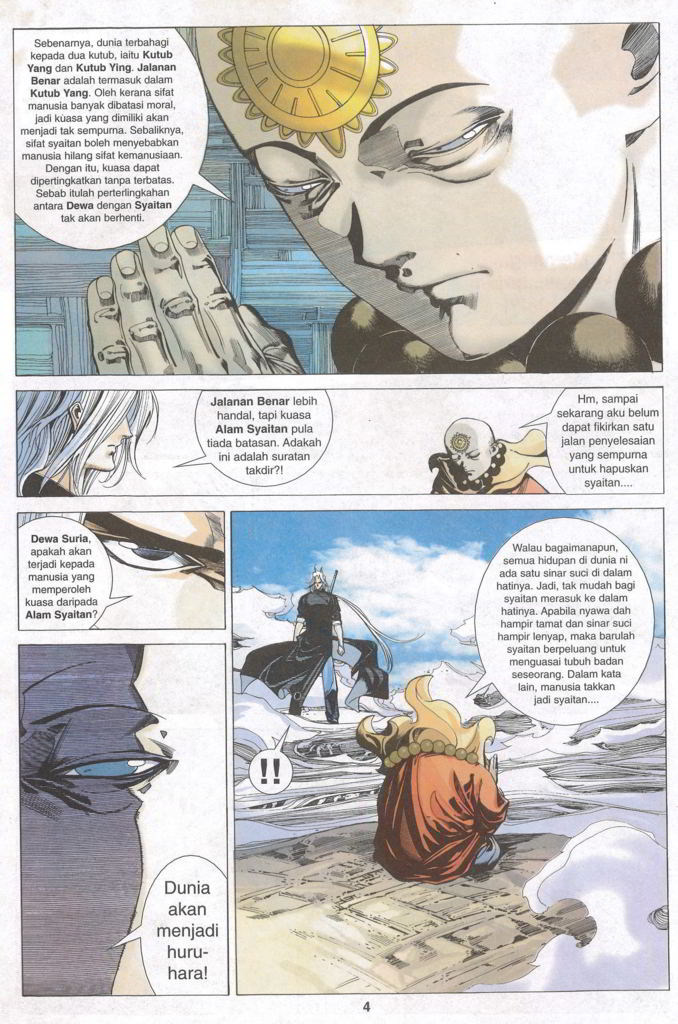 Sebenarnya, dunia terbahagi
kepada dua kutub, iaitu Kutub
Yang dan Kutub Ying. Jalanan
Benar adalah termasuk dalam
Kutub Yang. Oleh kerana sifat
manusia banyak dibatasi moral,
jadi kuasa yang dimiliki akan
menjadi tak sempurna. Sebaliknya,
sifat syaitan boleh menyebabkan
manusia hilang sifat kemanusiaan.
Dengan itu, kuasa dapat
dipertingkatkan tanpa terbatas.
Sebab itulah perterlingkahan
antara Dewa dengan Syaitan
tak akan berhenti.
Jalanan Benar lebih
handal, tapi kuasa
Alam Syaitan pula
tiada batasan. Adakah
ini adalah suratan
takdir?!
Hm, sampai
sekarang aku belum
dapat fikirkan satu
jalan penyelesaian
yang sempurna
untuk hapuskan
syaitan....
Dewa Suria,
apakah akan
terjadi kepada
manusia yang
memperoleh
kuasa daripada
Alam Syaitan?
Walau bagaimanapun,
semua hidupan di dunia ni
ada satu sinar suci di dalam
hatinya. Jadi, tak mudah bagi
syaitan merasuk ke dalam
hatinya. Apabila nyawa dah
hampir tamat dan sinar suci
hampir lenyap, maka barulah
syaitan berpeluang untuk
menguasai tubuh badan
seseorang. Dalam kata
lain, manusia takkan
jadi syaitan....
!!
Dunia
akan
menjadi
huru-
hara!
4